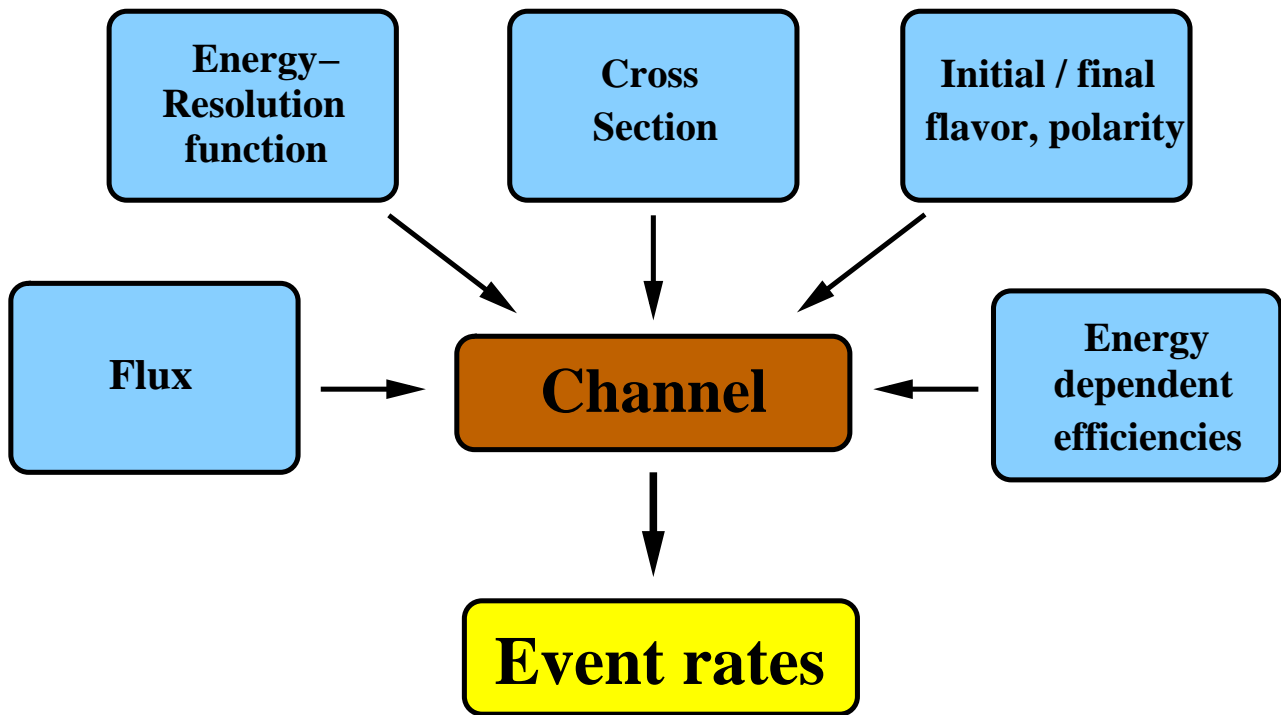 Energy–
Resolution
function
Cross
Section
Initial / final
flavor, polarity
Flux
Channel
Energy
dependent
efficiencies
Event rates